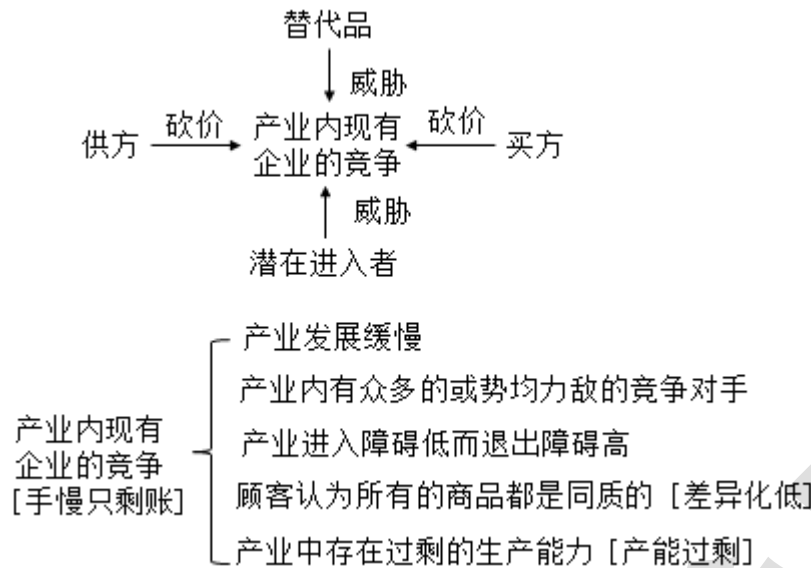 替代品
威胁
供方 砍价 产业内现有 砍价 买方
企业的竞争
威胁
潜在进入者
产业发展缓慢
产业内有众多的或势均力敌的竞争对手
产业内现有
企业的竞争
[手慢只剩账]
产业进入障碍低而退出障碍高
顾客认为所有的商品都是同质的 [差异化低]
产业中存在过剩的生产能力 [产能过剩]